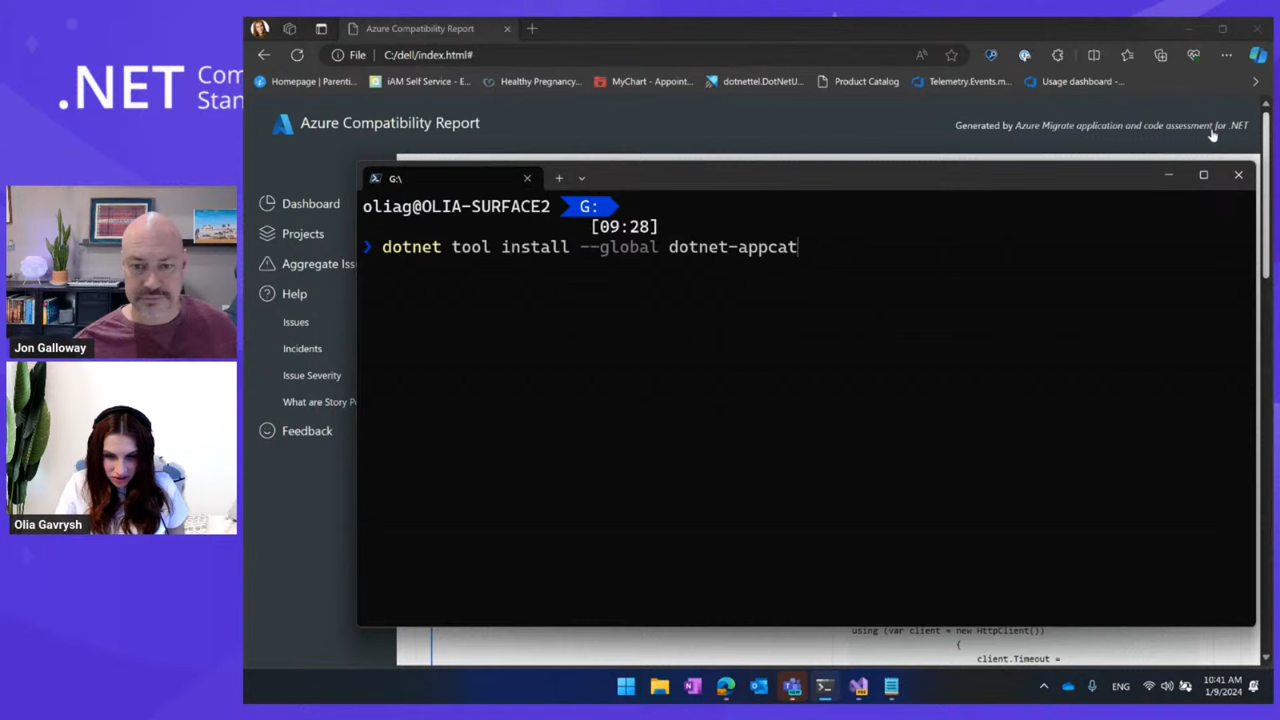 .NET Com
Stan
Jon Galloway
Olia Gavrysh
Azure Compatibility Report
File C:/dell/index.html#
Homepage | Parenti...
iAM Self Service - E...
Healthy Pregnancy,...
MyChart - Appoint...
dotnettel.DotNetU...
Product Catalog
Telemetry.Events.m...
Usage dashboard -...
Azure Compatibility Report
Generated by Azure Migrate application and code assessment for .NET
Dashboard
Projects
Aggregate Iss
Help
Issues
Incidents
Issue Severity
What are Story Po
Feedback
G:\
oliag@OLIA-SURFACE2 G:
[09:28]
❯ dotnet tool install --global dotnet-appcat
using (var client = new HttpClient())
{
client.Timeout =
ENG
10:41 AM
1/9/2024